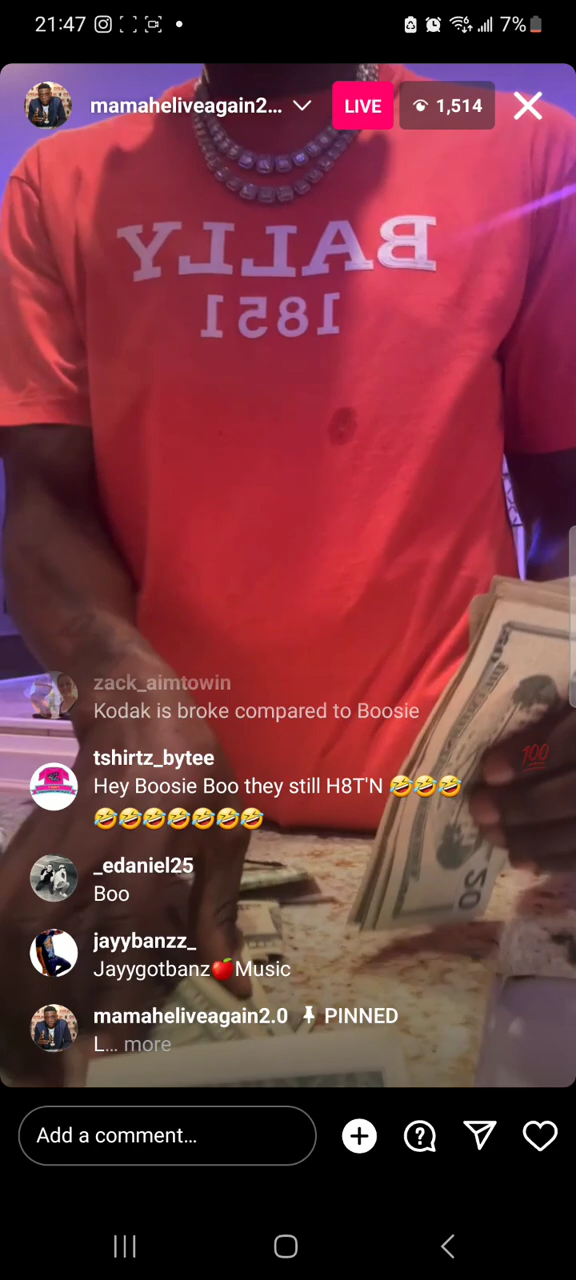 21:47
7%
mamaheliveagain2...
LIVE
1,514
BALLY
1851
zack_aimtowin
Kodak is broke compared to Boosie
tshirtz_bytee
Hey Boosie Boo they still H8T'N 🤣🤣🤣
🤣🤣🤣🤣🤣🤣🤣
💯
20
_edaniel25
Boo
jayybanzz_
Jayygotbanz🍎Music
mamaheliveagain2.0 PINNED
L... more
Add a comment...